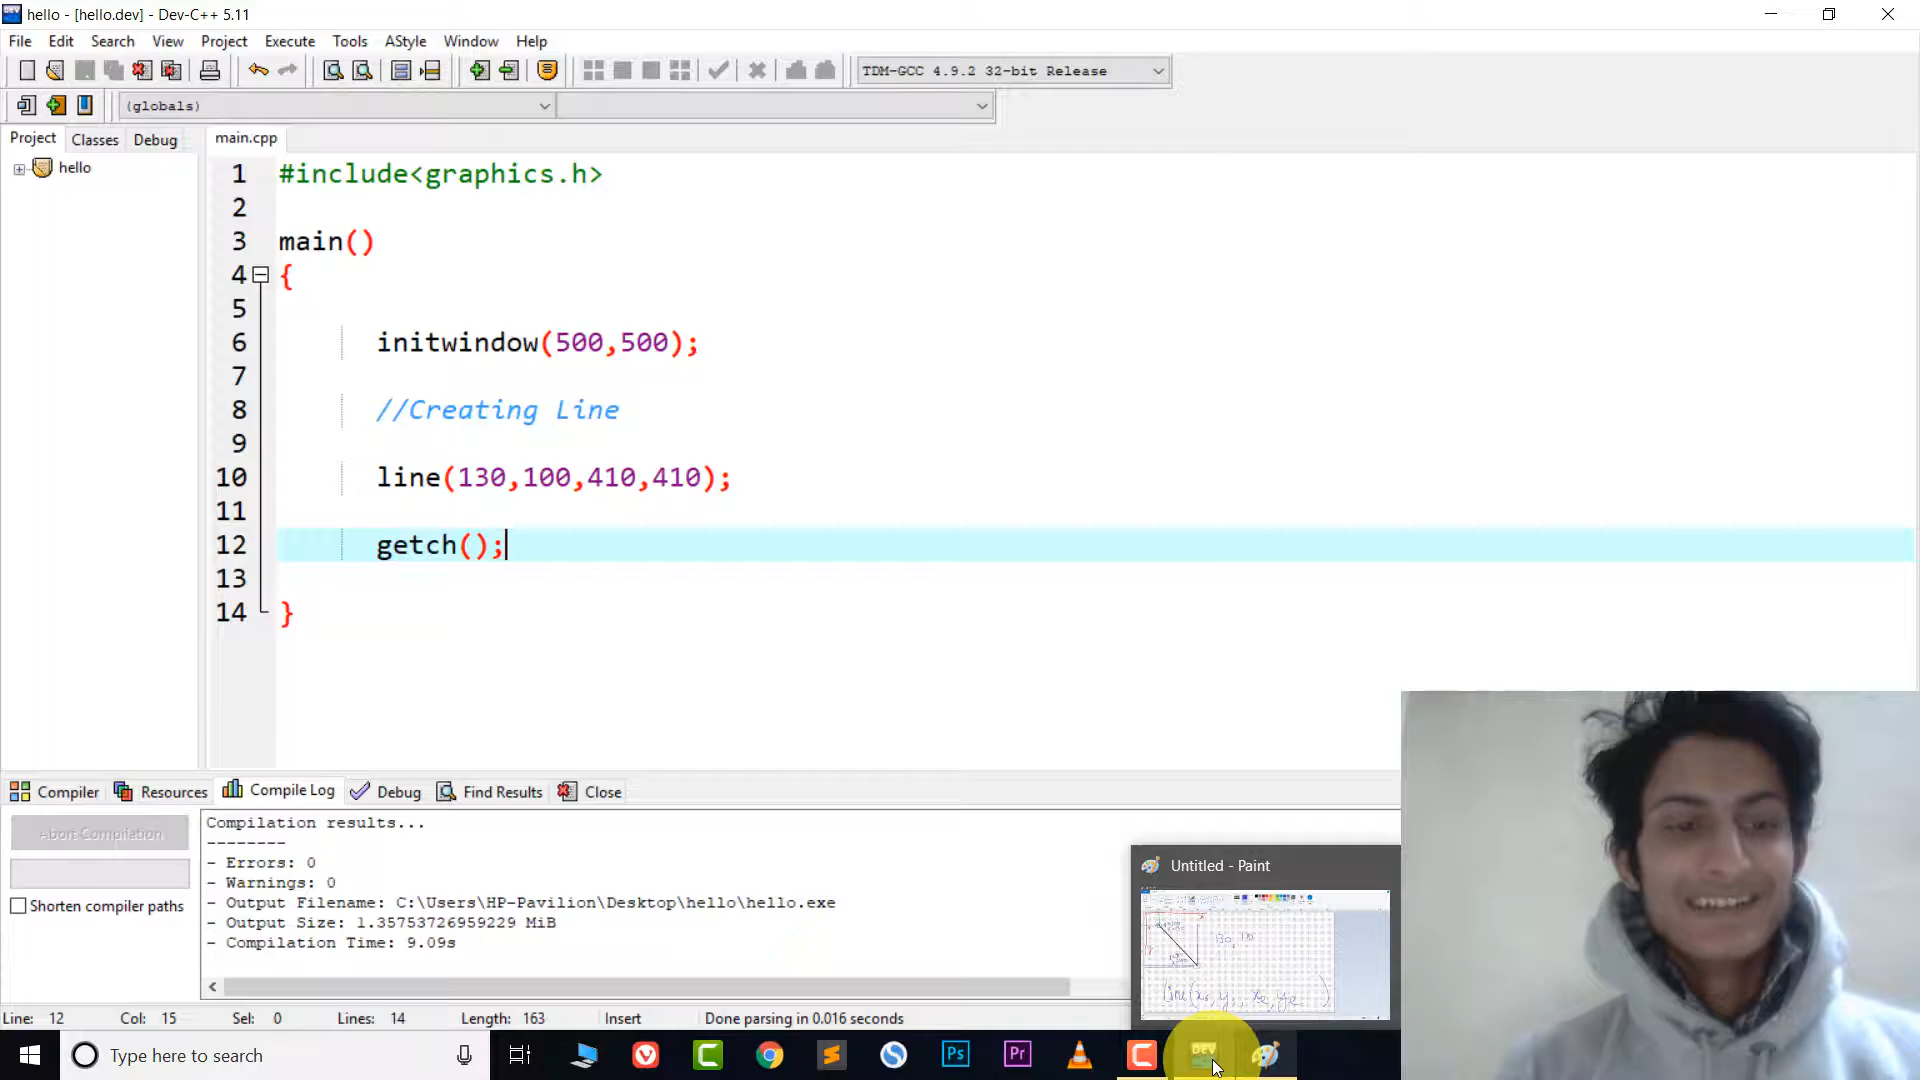 hello - [hello.dev] - Dev-C++ 5.11
File Edit Search View Project Execute Tools AStyle Window Help
TDM-GCC 4.9.2 32-bit Release
(globals)
Project Classes Debug
main.cpp
hello
1 #include<graphics.h>
2
3 main()
4 {
5
6 initwindow(500,500);
7
8 //Creating Line
9
10 line(130,100,410,410);
11
12 getch();
13
14 }
Compiler Resources Compile Log Debug Find Results Close
Abort Compilation
Shorten compiler paths
Compilation results...
--------
- Errors: 0
- Warnings: 0
- Output Filename: C:\Users\HP-Pavilion\Desktop\hello\hello.exe
- Output Size: 1.35753726959229 MiB
- Compilation Time: 9.09s
Untitled - Paint
Line: 12 Col: 15 Sel: 0 Lines: 14 Length: 163 Insert Done parsing in 0.016 seconds
Type here to search
Ps
Pr
DEV